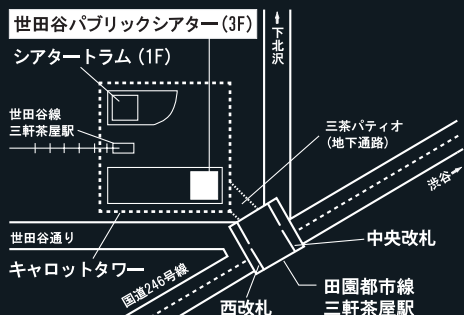 世田谷パブリックシアター(3F)
シアタートラム(1F)
下北沢
世田谷線
三軒茶屋駅
三茶パティオ
(地下通路)
渋谷
世田谷通り
中央改札
キャロットタワー
国道246号線
田園都市線
三軒茶屋駅
西改札